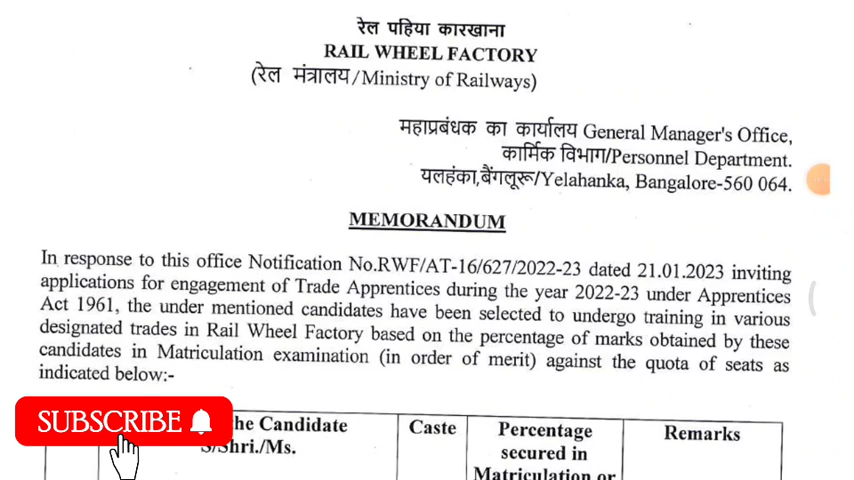 रेल पहिया कारखाना
RAIL WHEEL FACTORY
(रेल मंत्रालय/Ministry of Railways)
महाप्रबंधक का कार्यालय General Manager's Office,
कार्मिक विभाग/Personnel Department.
यलहंका,बैंगलूरू/Yelahanka, Bangalore-560 064.
MEMORANDUM
In response to this office Notification No.RWF/AT-16/627/2022-23 dated 21.01.2023 inviting
applications for engagement of Trade Apprentices during the year 2022-23 under Apprentices
Act 1961, the under mentioned candidates have been selected to undergo training in various
designated trades in Rail Wheel Factory based on the percentage of marks obtained by these
candidates in Matriculation examination (in order of merit) against the quota of seats as
indicated below:-
SUBSCRIBE
the Candidate
S/Shri./Ms.
Caste
Percentage
secured in
Matriculation or
Remarks